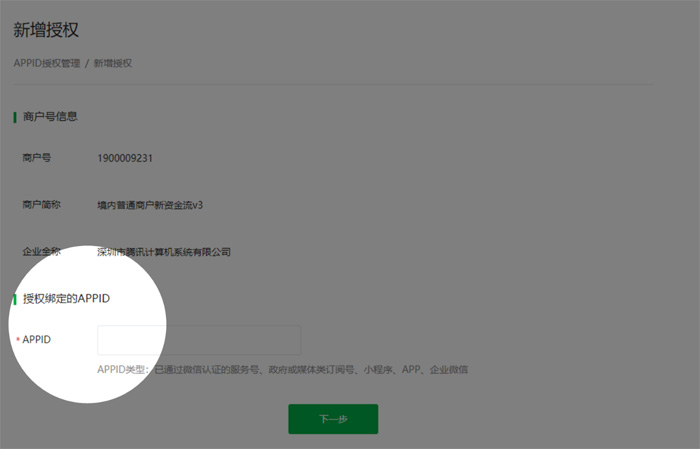 新增授权
APPID授权管理 / 新增授权
商户号信息
商户号 1900009231
商户简称 境内普通商户新资金流v3
企业全称 深圳市腾讯计算机系统有限公司
授权绑定的APPID
* APPID
APPID类型：已通过微信认证的服务号、政府或媒体类订阅号、小程序、APP、企业微信
下一步